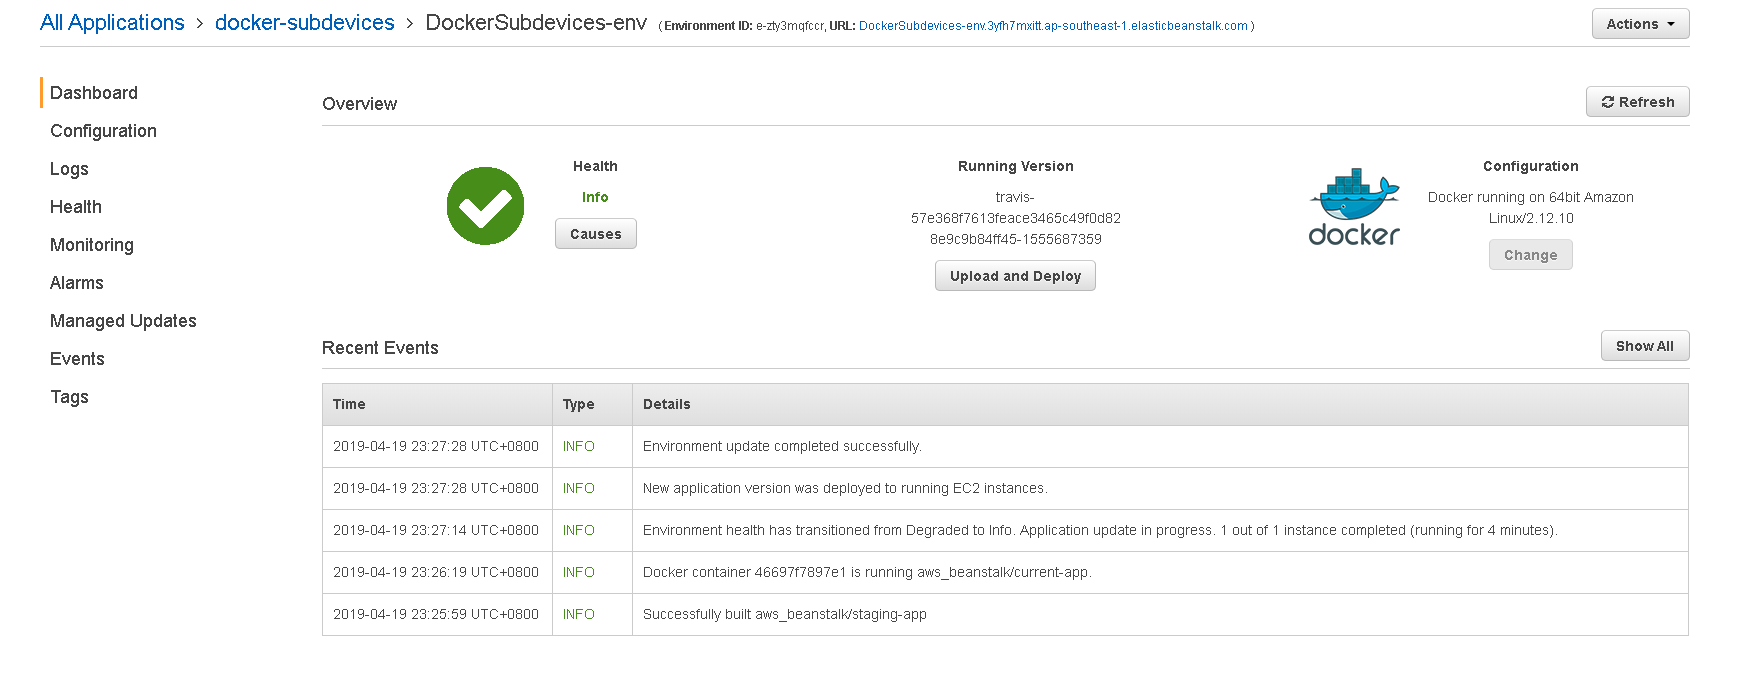 All Applications > docker-subdevices > DockerSubdevices-env ( Environment ID: e-zty3mqfccr, URL: DockerSubdevices-env.3yfh7mxitt.ap-southeast-1.elasticbeanstalk.com )
Actions
Dashboard
Configuration
Logs
Health
Monitoring
Alarms
Managed Updates
Events
Tags
Overview
Refresh
Health
Info
Causes
Running Version
travis-
57e368f7613feace3465c49f0d82
8e9c9b84ff45-1555687359
Upload and Deploy
docker
Configuration
Docker running on 64bit Amazon
Linux/2.12.10
Change
Recent Events
Show All
Time Type Details
2019-04-19 23:27:28 UTC+0800 INFO Environment update completed successfully.
2019-04-19 23:27:28 UTC+0800 INFO New application version was deployed to running EC2 instances.
2019-04-19 23:27:14 UTC+0800 INFO Environment health has transitioned from Degraded to Info. Application update in progress. 1 out of 1 instance completed (running for 4 minutes).
2019-04-19 23:26:19 UTC+0800 INFO Docker container 46697f7897e1 is running aws_beanstalk/current-app.
2019-04-19 23:25:59 UTC+0800 INFO Successfully built aws_beanstalk/staging-app